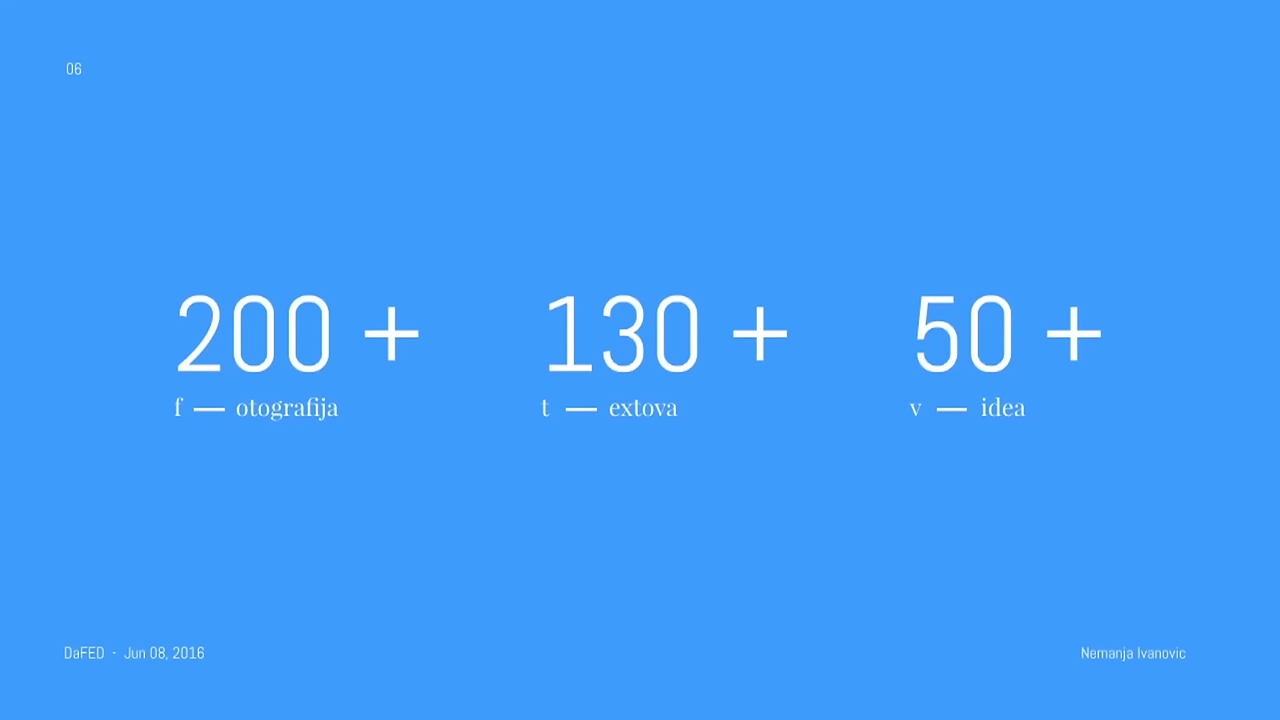 06
200 + 130 + 50 +
f — otografija t — extova v — idea
DaFED - Jun 08, 2016 Nemanja Ivanovic